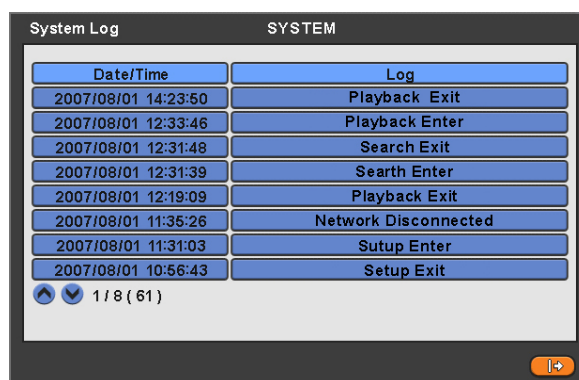 System Log SYSTEM
Date/Time Log
2007/08/01 14:23:50 Playback Exit
2007/08/01 12:33:46 Playback Enter
2007/08/01 12:31:48 Search Exit
2007/08/01 12:31:39 Searth Enter
2007/08/01 12:19:09 Playback Exit
2007/08/01 11:35:26 Network Disconnected
2007/08/01 11:31:03 Sutup Enter
2007/08/01 10:56:43 Setup Exit
1 / 8 ( 61 )